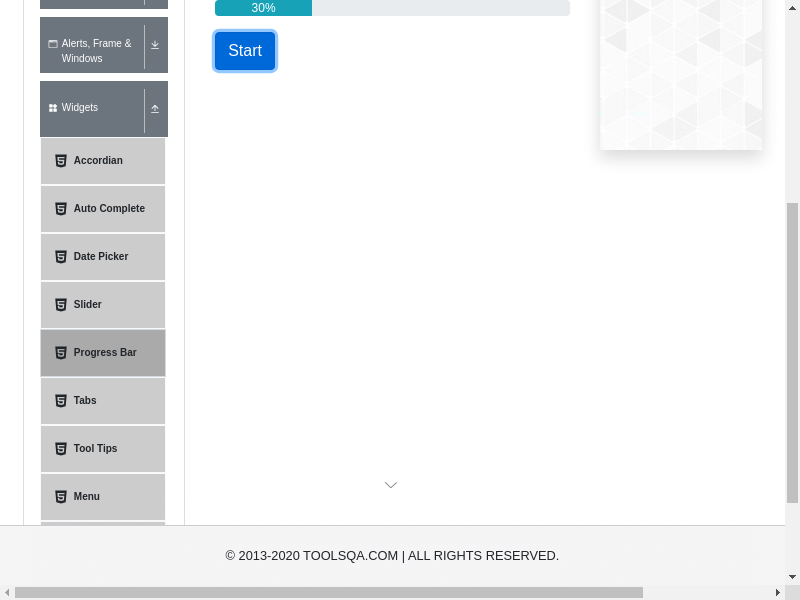 30%
Start
Alerts, Frame &
Windows
Widgets
Accordian
Auto Complete
Date Picker
Slider
Progress Bar
Tabs
Tool Tips
Menu
© 2013-2020 TOOLSQA.COM | ALL RIGHTS RESERVED.